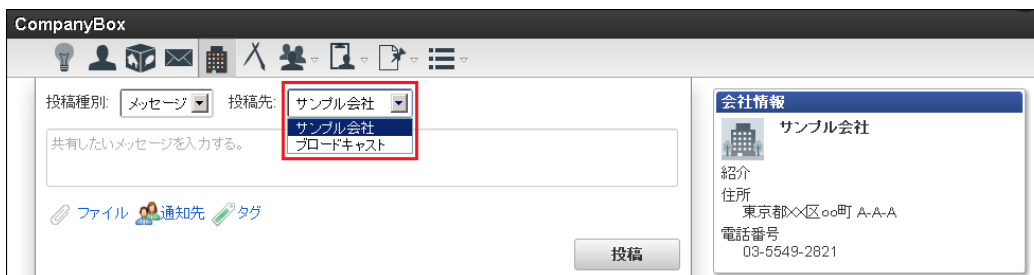 CompanyBox
投稿種別: メッセージ 投稿先: サンプル会社
サンプル会社
ブロードキャスト
共有したいメッセージを入力する。
ファイル 通知先 タグ
投稿
会社情報
サンプル会社
紹介
住所
東京都××区oo町 A-A-A
電話番号
03-5549-2821